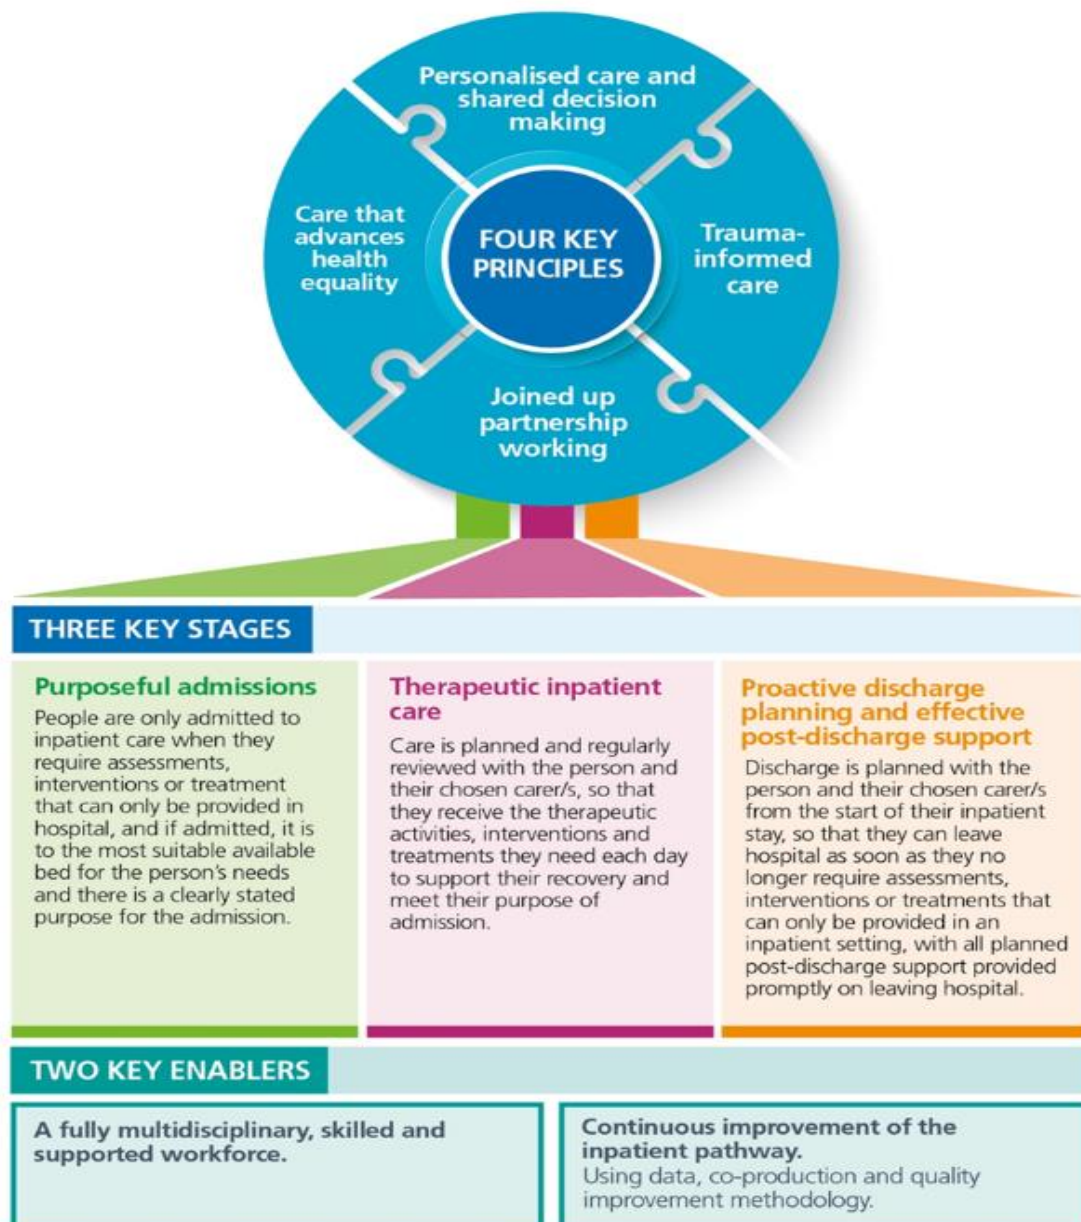 Personalised care and
shared decision
making
Care that
advances
health
equality
FOUR KEY
PRINCIPLES
Trauma-
informed
care
Joined up
partnership
working
THREE KEY STAGES
Purposeful admissions
People are only admitted to
inpatient care when they
require assessments,
interventions or treatment
that can only be provided in
hospital, and if admitted, it is
to the most suitable available
bed for the person's needs
and there is a clearly stated
purpose for the admission.
Therapeutic inpatient
care
Care is planned and regularly
reviewed with the person and
their chosen carer/s, so that
they receive the therapeutic
activities, interventions and
treatments they need each day
to support their recovery and
meet their purpose of
admission.
Proactive discharge
planning and effective
post-discharge support
Discharge is planned with the
person and their chosen carer/s
from the start of their inpatient
stay, so that they can leave
hospital as soon as they no
longer require assessments,
interventions or treatments that
can only be provided in an
inpatient setting, with all planned
post-discharge support provided
promptly on leaving hospital.
TWO KEY ENABLERS
A fully multidisciplinary, skilled and
supported workforce.
Continuous improvement of the
inpatient pathway.
Using data, co-production and quality
improvement methodology.